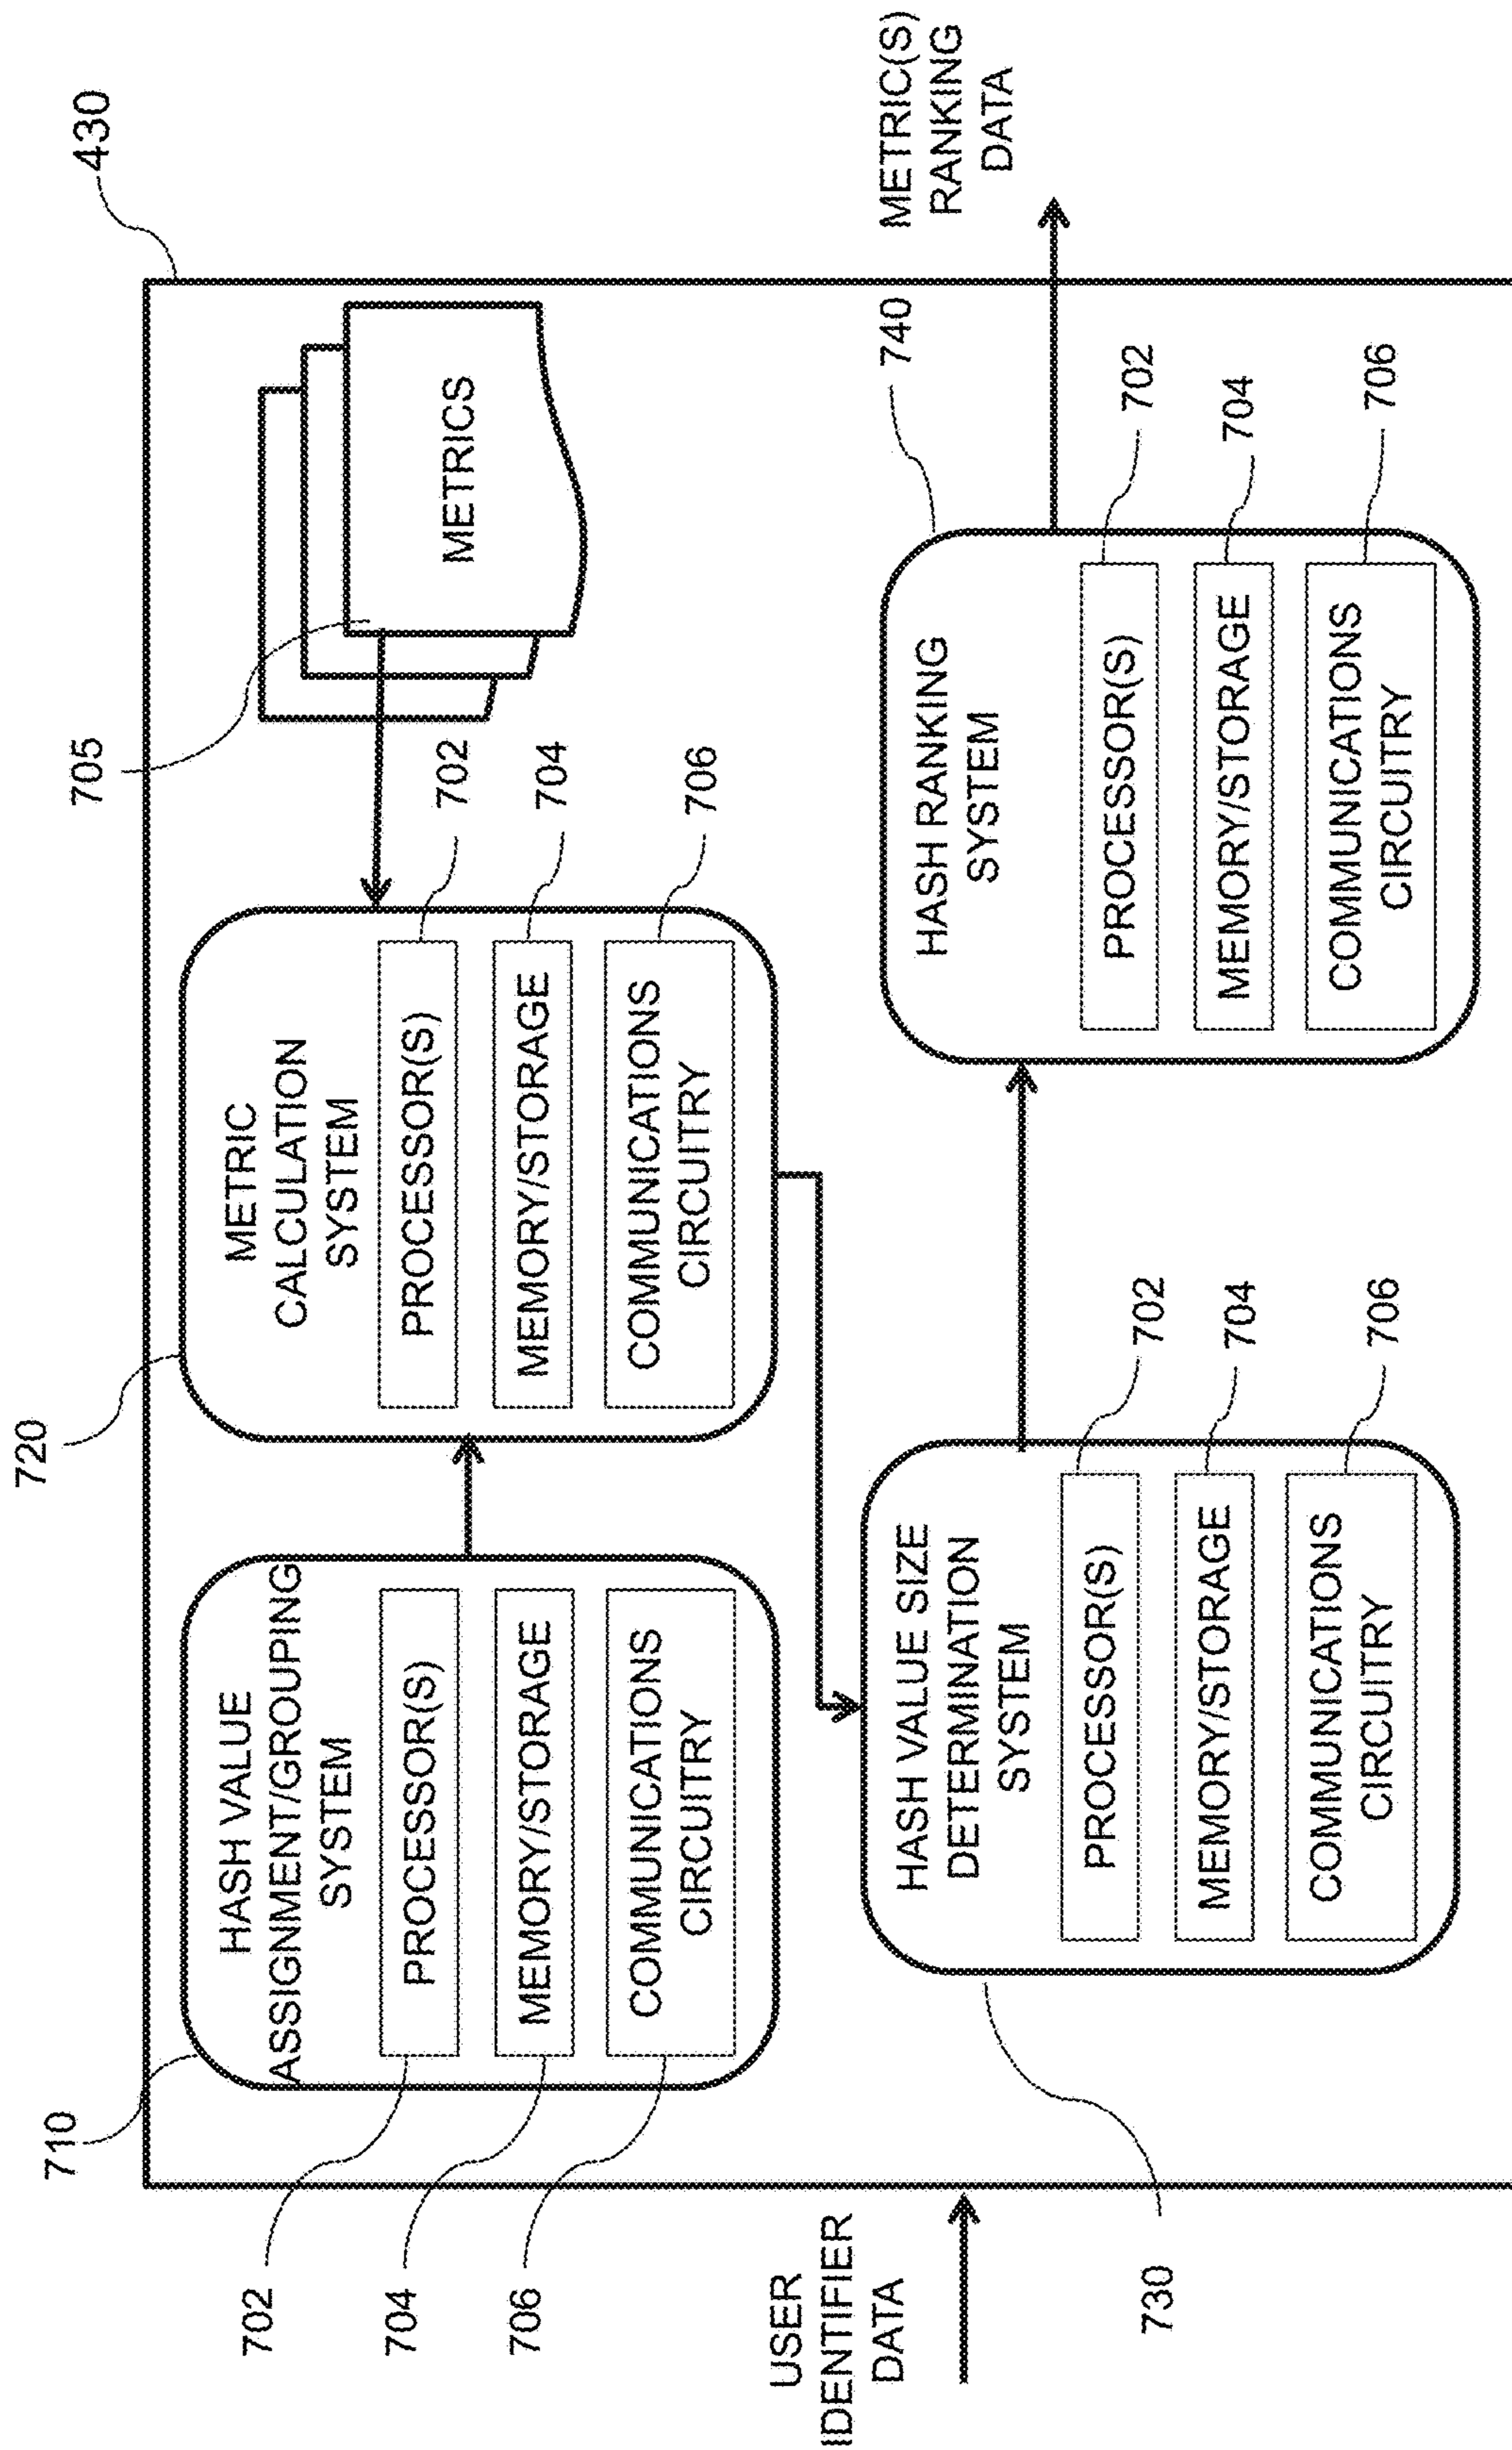 430
720
710
705
HASH VALUE
ASSIGNMENT/GROUPING
SYSTEM
PROCESSOR(S)
MEMORY/STORAGE
COMMUNICATIONS
CIRCUITRY
702
704
706
METRIC
CALCULATION
SYSTEM
PROCESSOR(S)
MEMORY/STORAGE
COMMUNICATIONS
CIRCUITRY
702
704
706
METRICS
USER
IDENTIFIER
DATA
730
HASH VALUE SIZE
DETERMINATION
SYSTEM
PROCESSOR(S)
MEMORY/STORAGE
COMMUNICATIONS
CIRCUITRY
702
704
706
740
HASH RANKING
SYSTEM
PROCESSOR(S)
MEMORY/STORAGE
COMMUNICATIONS
CIRCUITRY
702
704
706
METRIC(S)
RANKING
DATA